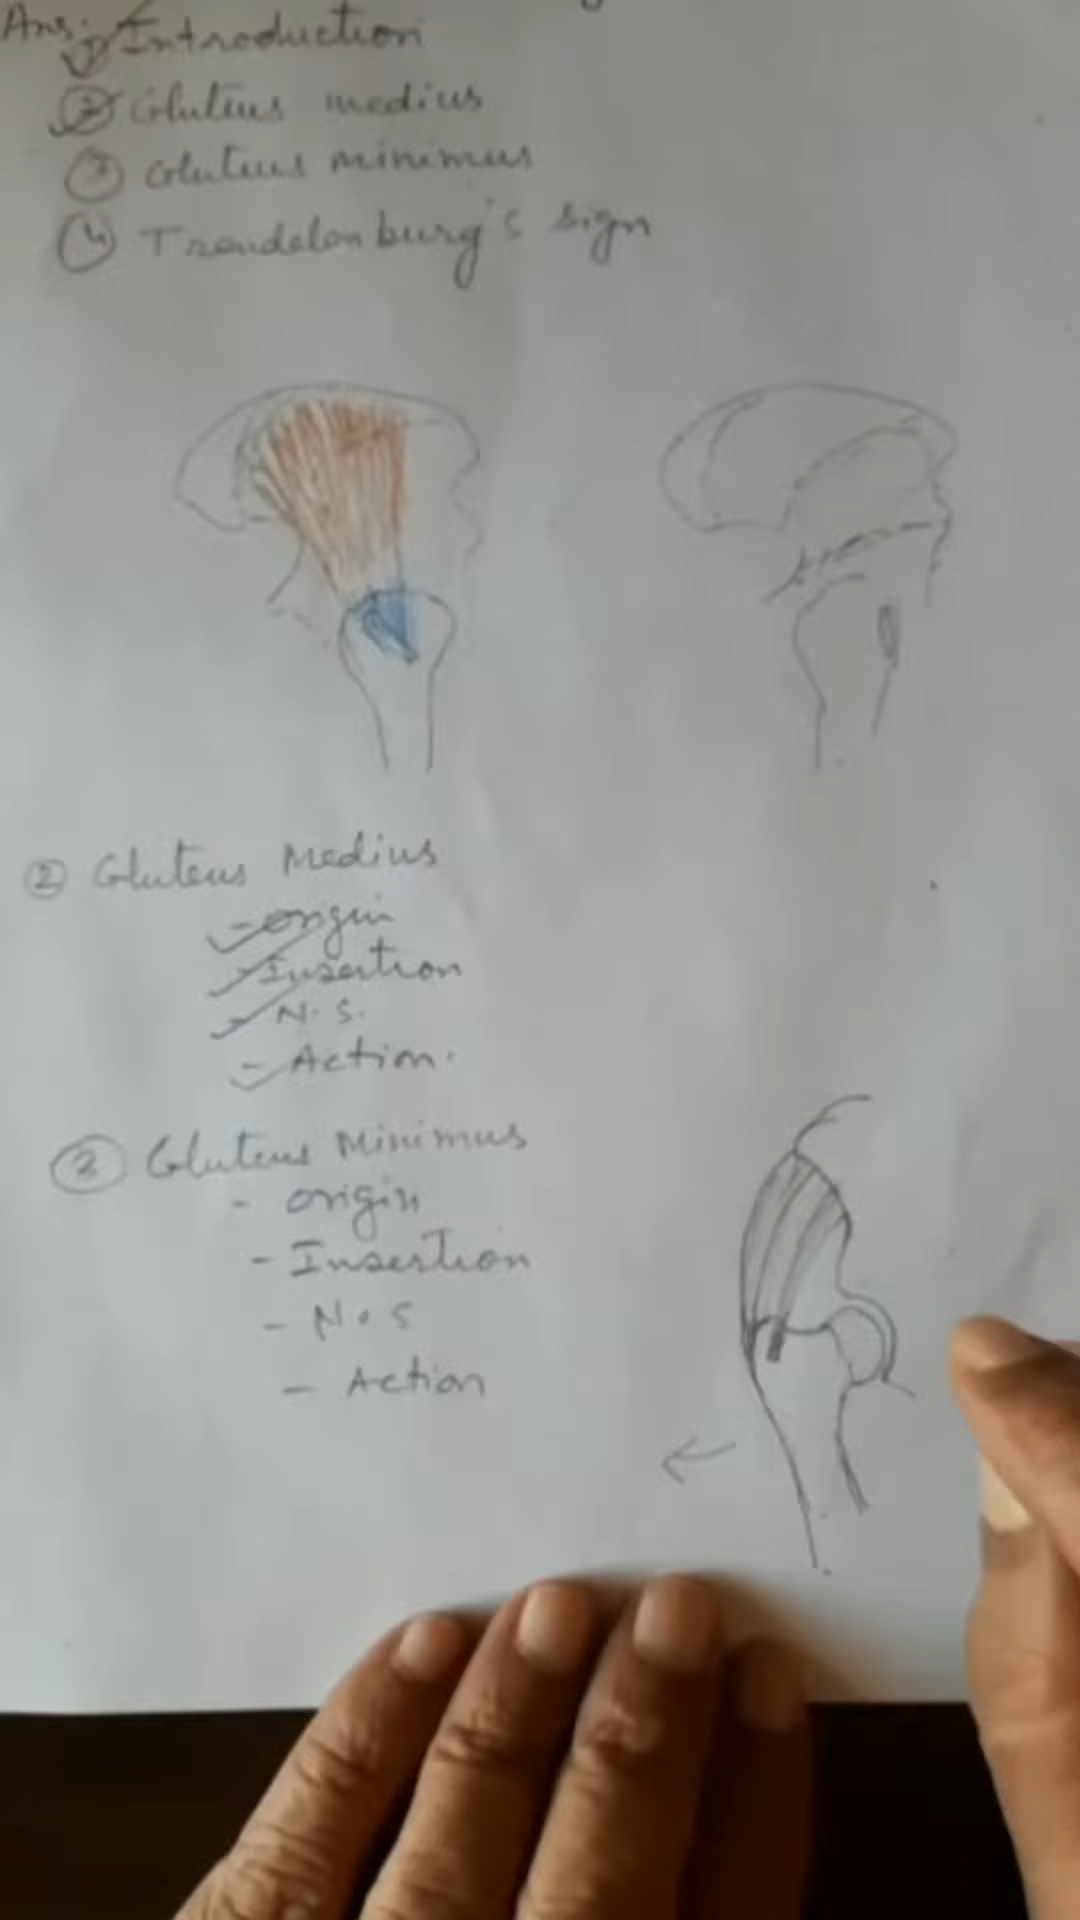 Ans:
① Introduction
② Gluteus medius
③ Gluteus minimus
④ Trendelenburg's sign
② Gluteus Medius
- origin
- Insertion
- N.S.
- Action.
③ Gluteus Minimus
- origin
- Insertion
- N.S
- Action